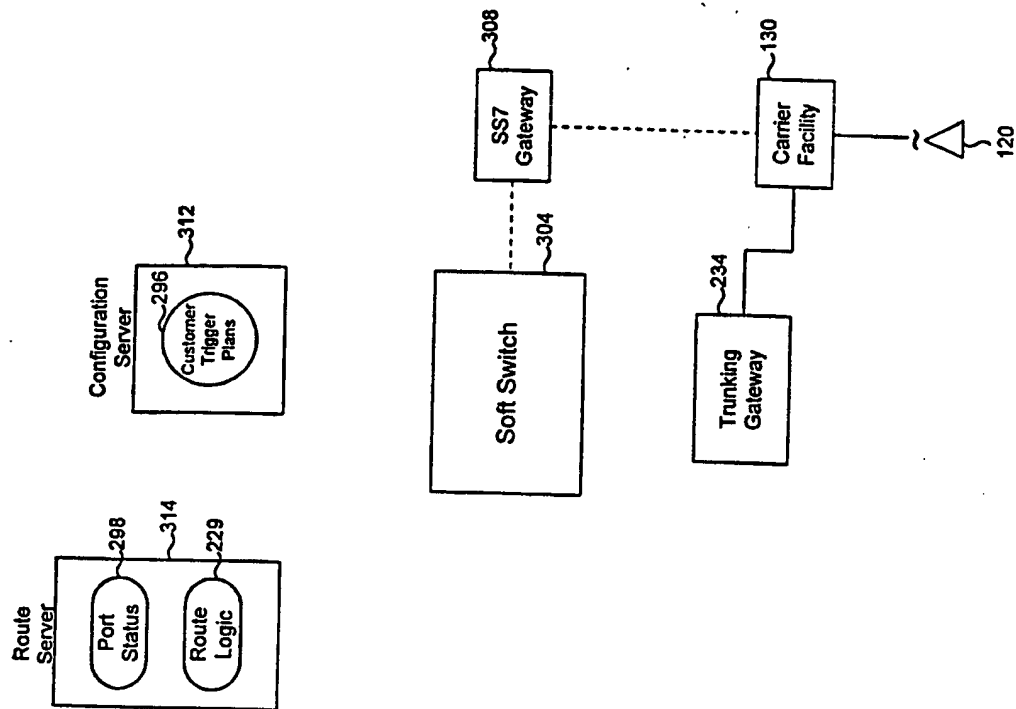 Route
Server
Port
Status
298
314
Route
Logic
229
Configuration
Server
312
296
Customer
Trigger
Plans
Soft Switch
304
SS7
Gateway
308
Trunking
Gateway
234
Carrier
Facility
130
120